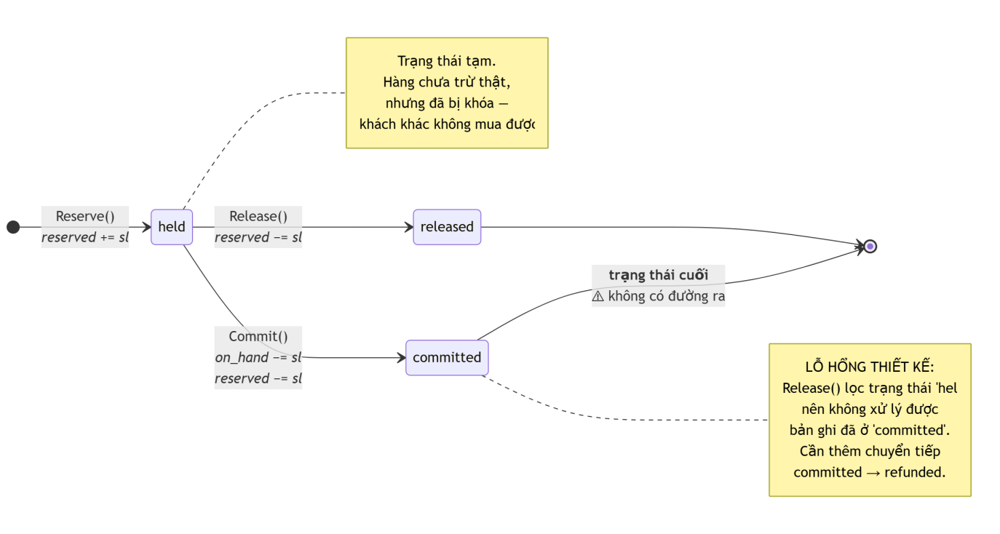 Trạng thái tạm.
Hàng chưa trừ thật,
nhưng đã bị khóa —
khách khác không mua được
Reserve()
reserved += sl
held
Release()
reserved −= sl
released
trạng thái cuối
⚠ không có đường ra
Commit()
on_hand −= sl
reserved −= sl
committed
LỖ HỔNG THIẾT KẾ:
Release() lọc trạng thái 'hel
nên không xử lý được
bản ghi đã ở 'committed'.
Cần thêm chuyển tiếp
committed → refunded.